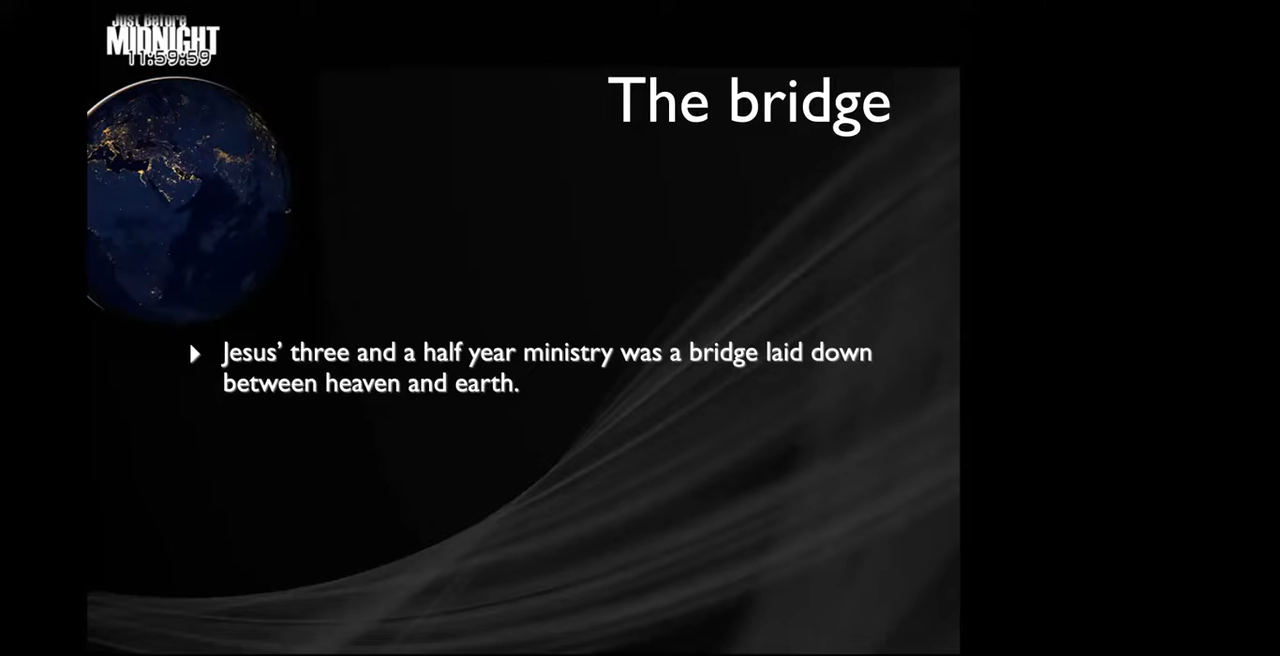 Just Before
MIDNIGHT
11:59:59
The bridge
Jesus’ three and a half year ministry was a bridge laid down
between heaven and earth.